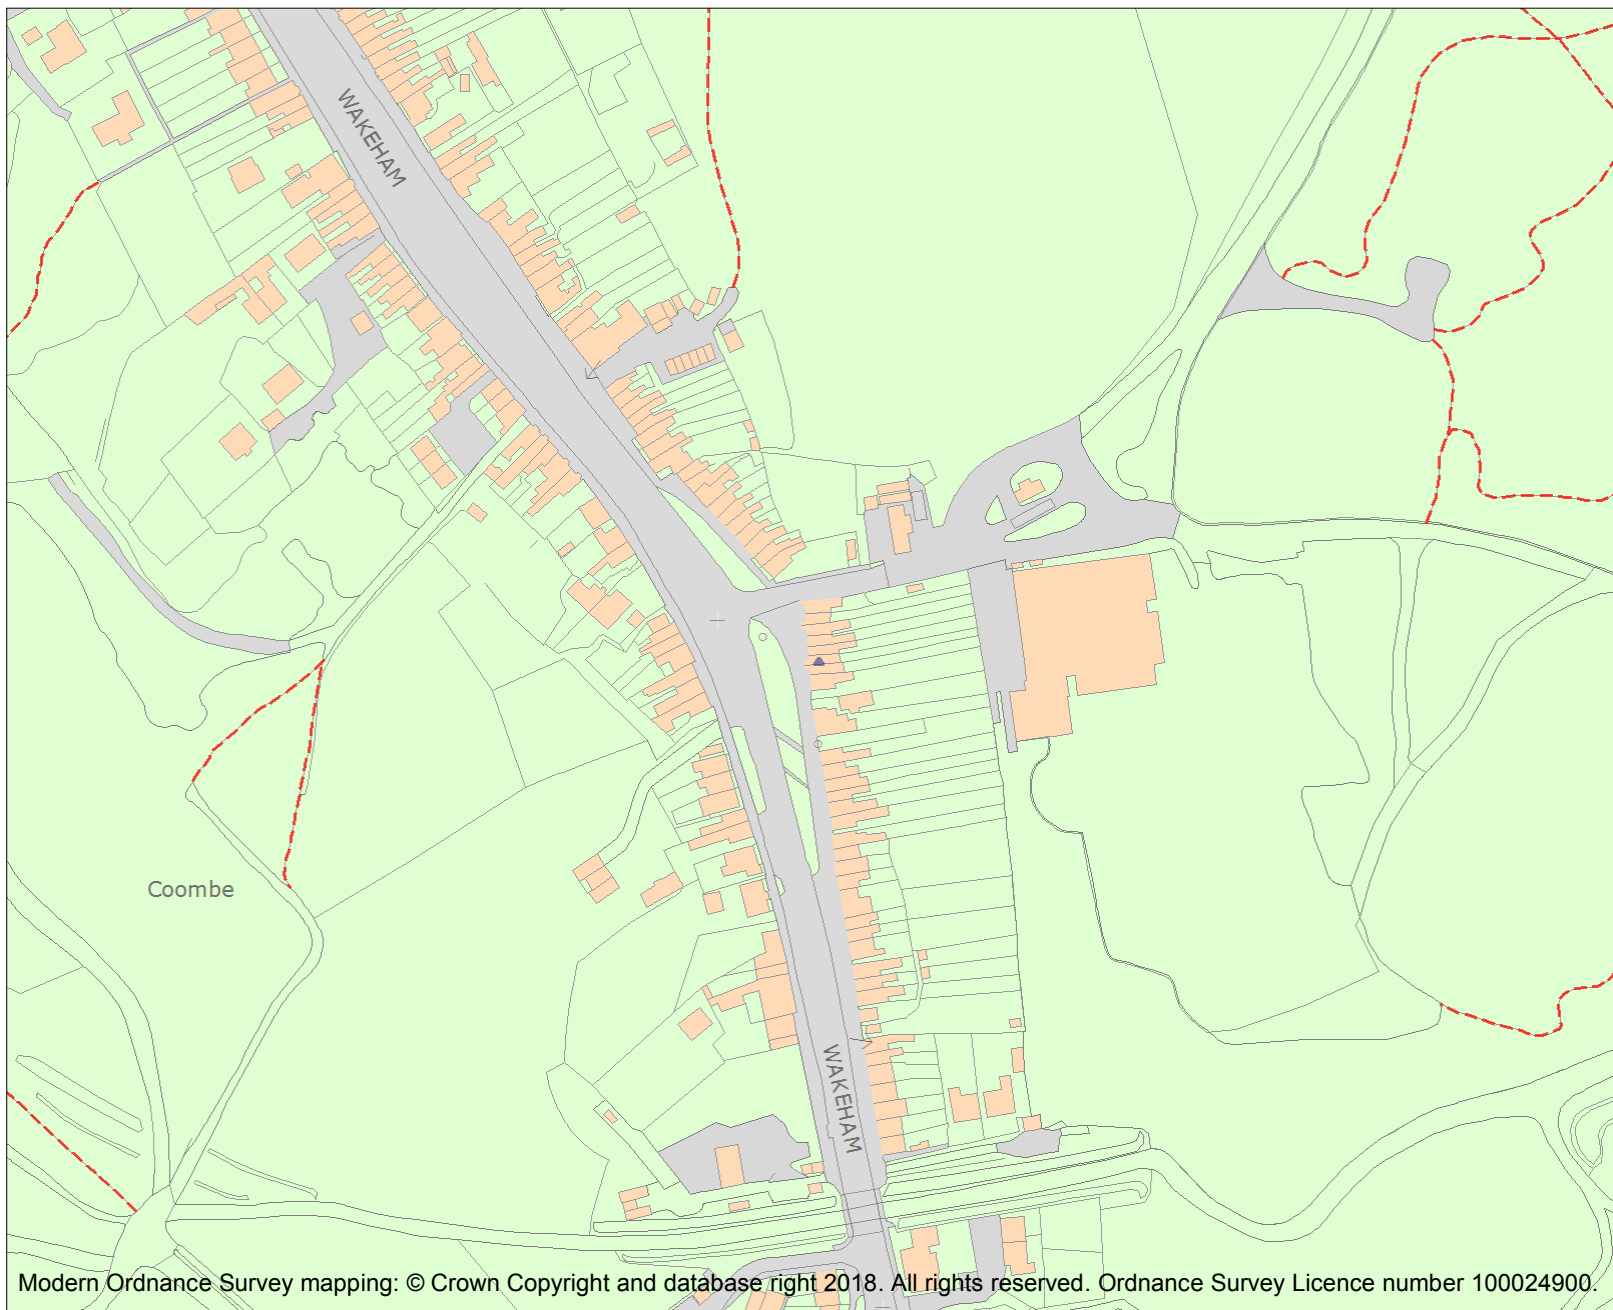 WAKEHAM
Coombe
WAKEHAM
Modern Ordnance Survey mapping: © Crown Copyright and database right 2018. All rights reserved. Ordnance Survey Licence number 100024900.